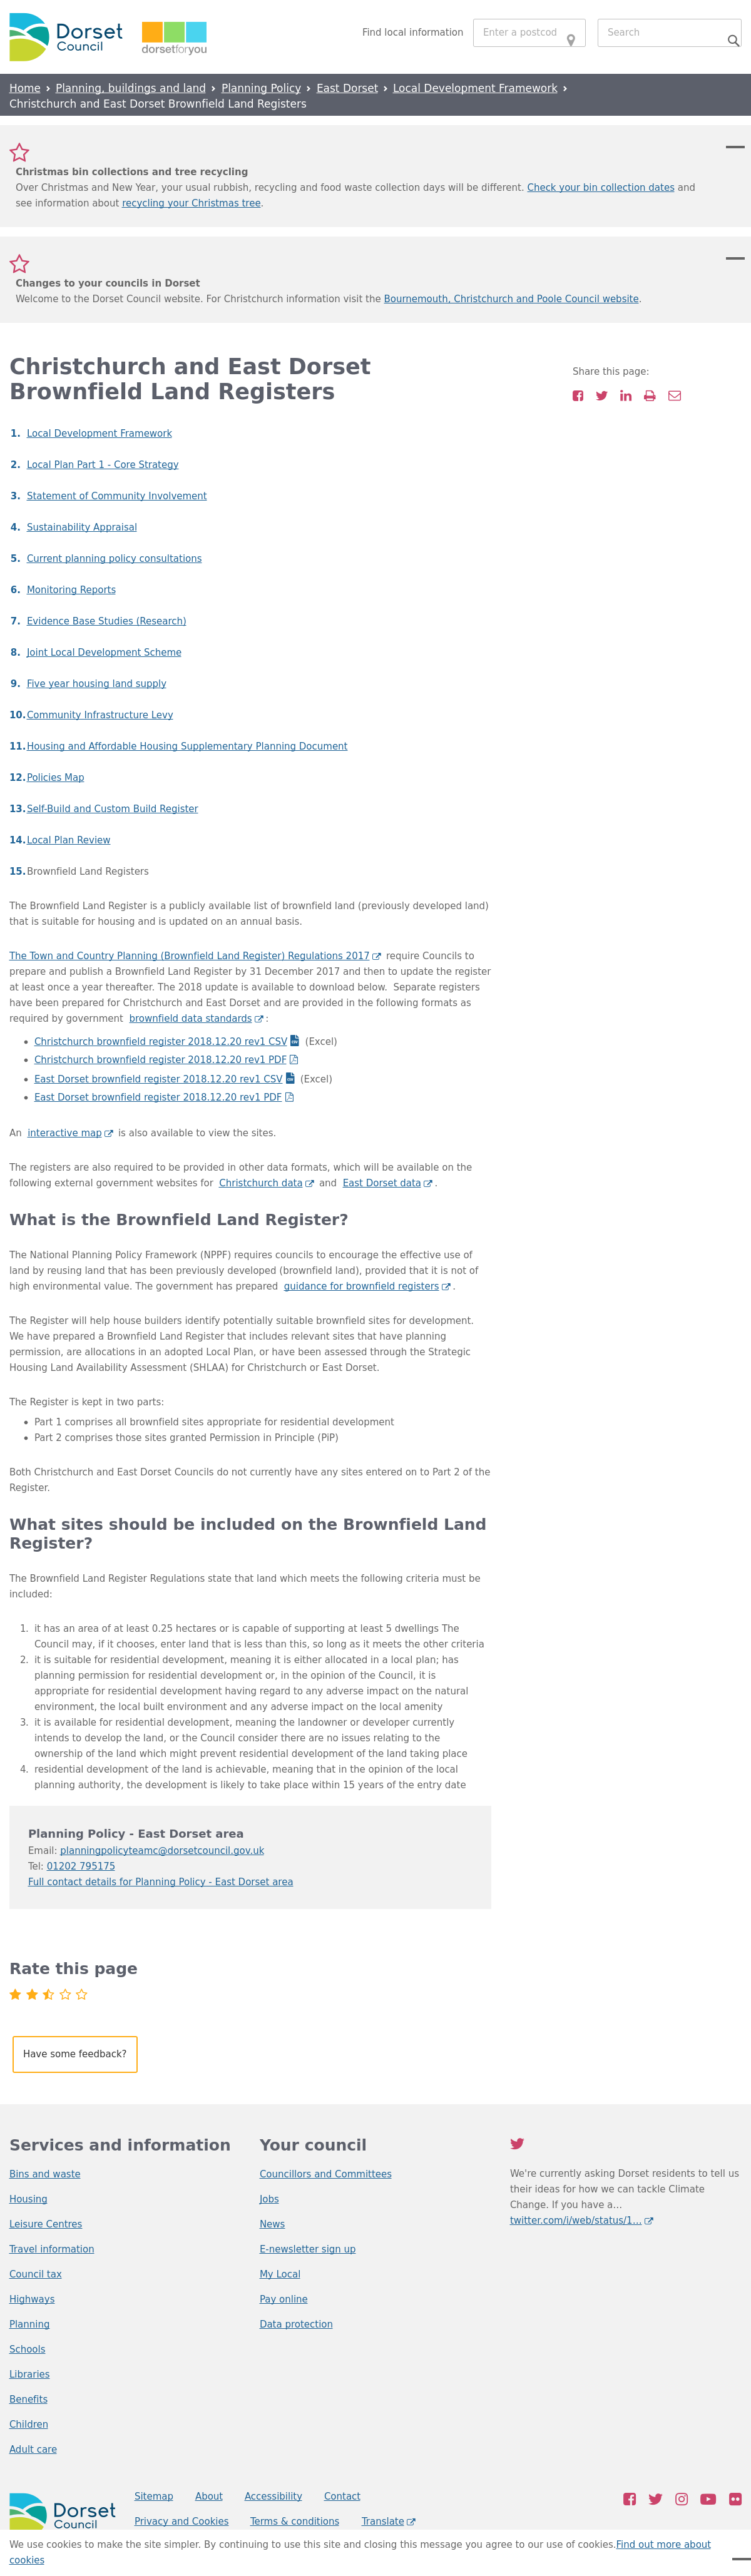 Dorset
Council
dorsetforyou
Find local information
Enter a postcod
Search
Home › Planning, buildings and land › Planning Policy › East Dorset › Local Development Framework ›
Christchurch and East Dorset Brownfield Land Registers
Christmas bin collections and tree recycling
Over Christmas and New Year, your usual rubbish, recycling and food waste collection days will be different. Check your bin collection dates and
see information about recycling your Christmas tree.
Changes to your councils in Dorset
Welcome to the Dorset Council website. For Christchurch information visit the Bournemouth, Christchurch and Poole Council website.
Christchurch and East Dorset
Brownfield Land Registers
Share this page:
1. Local Development Framework
2. Local Plan Part 1 - Core Strategy
3. Statement of Community Involvement
4. Sustainability Appraisal
5. Current planning policy consultations
6. Monitoring Reports
7. Evidence Base Studies (Research)
8. Joint Local Development Scheme
9. Five year housing land supply
10. Community Infrastructure Levy
11. Housing and Affordable Housing Supplementary Planning Document
12. Policies Map
13. Self-Build and Custom Build Register
14. Local Plan Review
15. Brownfield Land Registers
The Brownfield Land Register is a publicly available list of brownfield land (previously developed land)
that is suitable for housing and is updated on an annual basis.
The Town and Country Planning (Brownfield Land Register) Regulations 2017 require Councils to
prepare and publish a Brownfield Land Register by 31 December 2017 and then to update the register
at least once a year thereafter. The 2018 update is available to download below. Separate registers
have been prepared for Christchurch and East Dorset and are provided in the following formats as
required by government brownfield data standards :
• Christchurch brownfield register 2018.12.20 rev1 CSV (Excel)
• Christchurch brownfield register 2018.12.20 rev1 PDF
• East Dorset brownfield register 2018.12.20 rev1 CSV (Excel)
• East Dorset brownfield register 2018.12.20 rev1 PDF
An interactive map is also available to view the sites.
The registers are also required to be provided in other data formats, which will be available on the
following external government websites for Christchurch data and East Dorset data .
What is the Brownfield Land Register?
The National Planning Policy Framework (NPPF) requires councils to encourage the effective use of
land by reusing land that has been previously developed (brownfield land), provided that it is not of
high environmental value. The government has prepared guidance for brownfield registers .
The Register will help house builders identify potentially suitable brownfield sites for development.
We have prepared a Brownfield Land Register that includes relevant sites that have planning
permission, are allocations in an adopted Local Plan, or have been assessed through the Strategic
Housing Land Availability Assessment (SHLAA) for Christchurch or East Dorset.
The Register is kept in two parts:
• Part 1 comprises all brownfield sites appropriate for residential development
• Part 2 comprises those sites granted Permission in Principle (PiP)
Both Christchurch and East Dorset Councils do not currently have any sites entered on to Part 2 of the
Register.
What sites should be included on the Brownfield Land
Register?
The Brownfield Land Register Regulations state that land which meets the following criteria must be
included:
1. it has an area of at least 0.25 hectares or is capable of supporting at least 5 dwellings The
Council may, if it chooses, enter land that is less than this, so long as it meets the other criteria
2. it is suitable for residential development, meaning it is either allocated in a local plan; has
planning permission for residential development or, in the opinion of the Council, it is
appropriate for residential development having regard to any adverse impact on the natural
environment, the local built environment and any adverse impact on the local amenity
3. it is available for residential development, meaning the landowner or developer currently
intends to develop the land, or the Council consider there are no issues relating to the
ownership of the land which might prevent residential development of the land taking place
4. residential development of the land is achievable, meaning that in the opinion of the local
planning authority, the development is likely to take place within 15 years of the entry date
Planning Policy - East Dorset area
Email: planningpolicyteamc@dorsetcouncil.gov.uk
Tel: 01202 795175
Full contact details for Planning Policy - East Dorset area
Rate this page
Have some feedback?
Services and information
Bins and waste
Housing
Leisure Centres
Travel information
Council tax
Highways
Planning
Schools
Libraries
Benefits
Children
Adult care
Your council
Councillors and Committees
Jobs
News
E-newsletter sign up
My Local
Pay online
Data protection
We're currently asking Dorset residents to tell us
their ideas for how we can tackle Climate
Change. If you have a…
twitter.com/i/web/status/1…
Dorset
Council
Sitemap About Accessibility Contact
Privacy and Cookies Terms & conditions Translate
We use cookies to make the site simpler. By continuing to use this site and closing this message you agree to our use of cookies.Find out more about
cookies